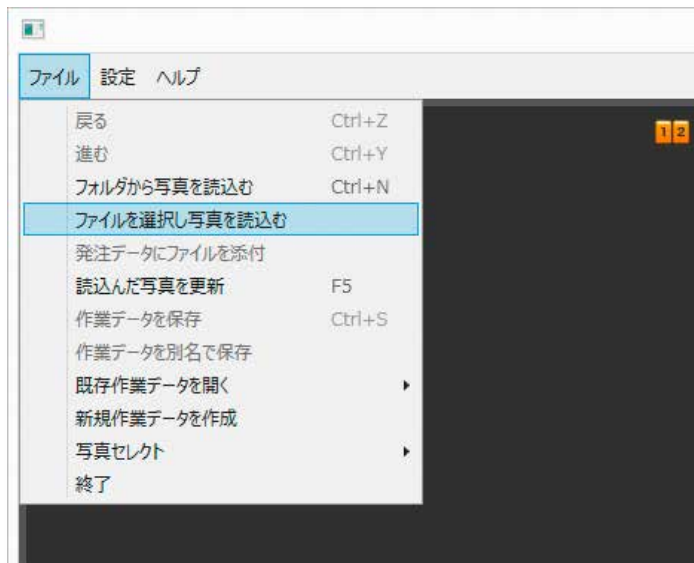 ファイル 設定 ヘルプ
戻る Ctrl+Z
進む Ctrl+Y
フォルダから写真を読込む Ctrl+N
ファイルを選択し写真を読込む
発注データにファイルを添付
読込んだ写真を更新 F5
作業データを保存 Ctrl+S
作業データを別名で保存
既存作業データを開く
新規作業データを作成
写真セレクト
終了
1 2